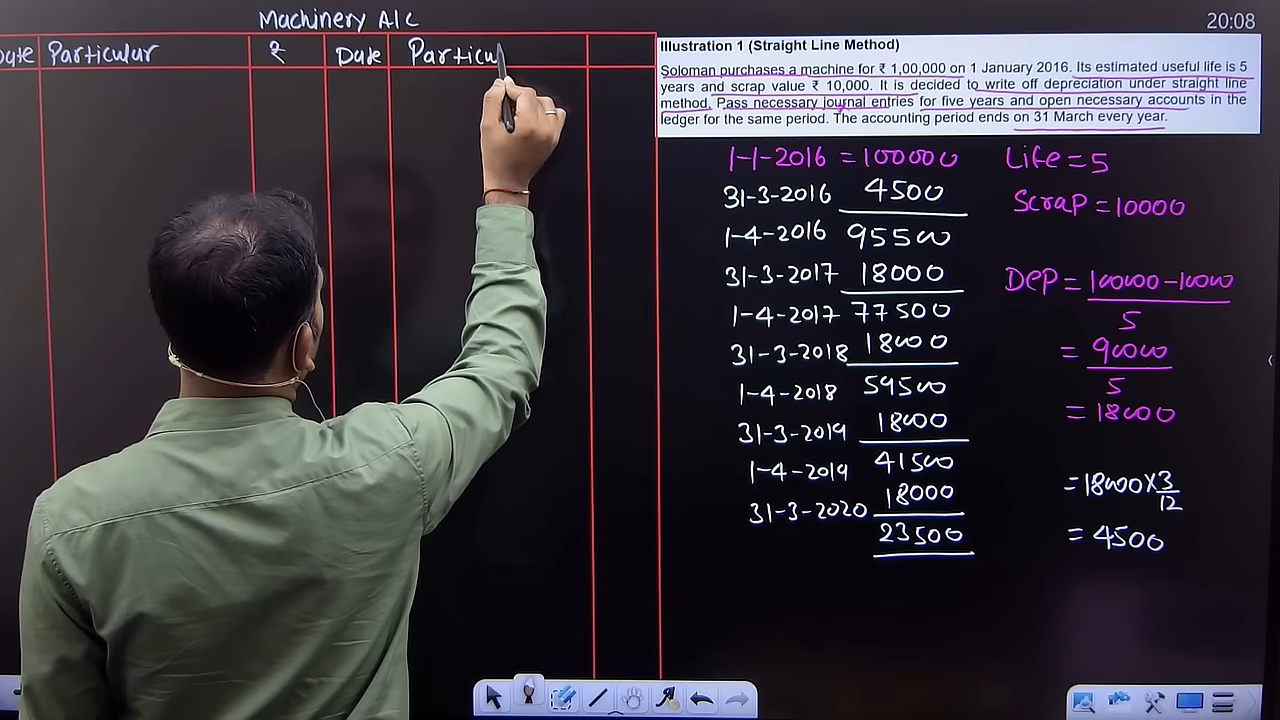 Machinery A/C
Date Particular ₹ Date Particu
20:08
Illustration 1 (Straight Line Method)
Soloman purchases a machine for ₹ 1,00,000 on 1 January 2016. Its estimated useful life is 5
years and scrap value ₹ 10,000. It is decided to write off depreciation under straight line
method. Pass necessary journal entries for five years and open necessary accounts in the
ledger for the same period. The accounting period ends on 31 March every year.
1-1-2016 = 100000
31-3-2016 4500
1-4-2016 95500
31-3-2017 18000
1-4-2017 77500
31-3-2018 18000
1-4-2018 59500
31-3-2019 18000
1-4-2019 41500
31-3-2020 18000
23500
Life = 5
Scrap = 10000
Dep = 100000 - 10000
5
= 90000
5
= 18000
= 18000 × 3
12
= 4500